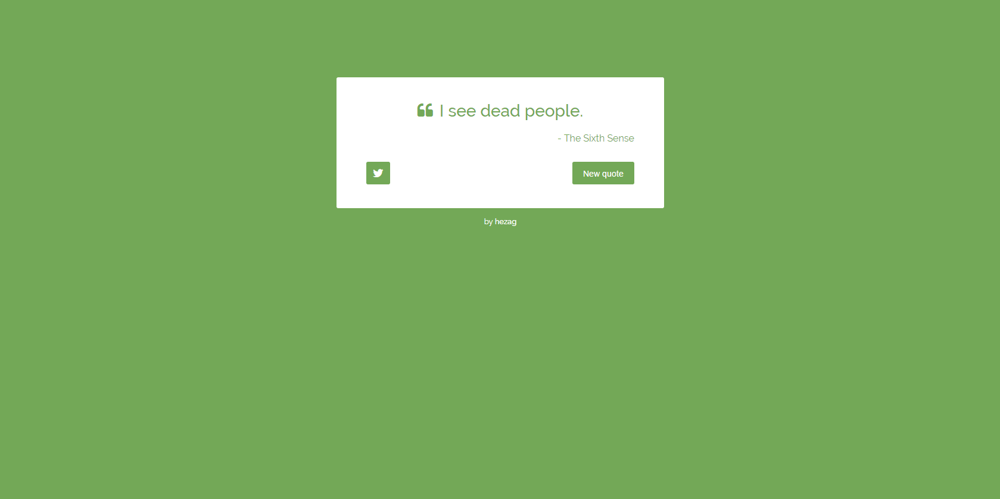 “ I see dead people.
- The Sixth Sense
New quote
by hezag